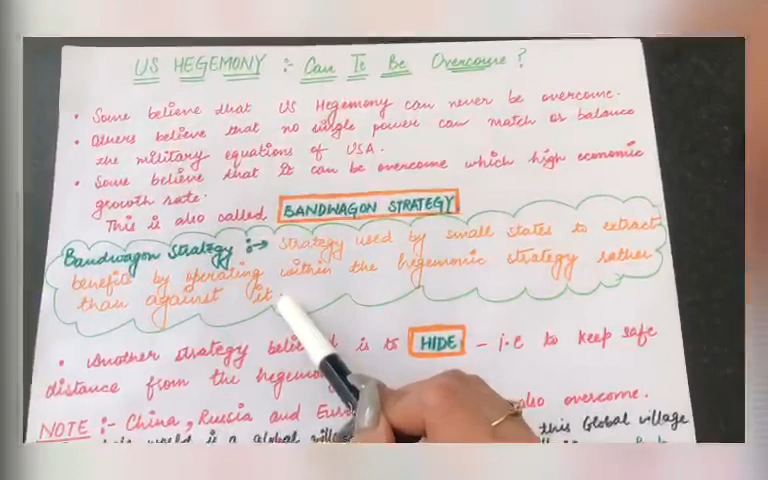 US HEGEMONY :- Can It Be Overcome?
• Some believe that US Hegemony can never be overcome.
• Others believe that no single power can match or balance
the military equations of USA.
• Some believe that it can be overcome which high economic
growth rate.
This is also called BANDWAGON STRATEGY
Bandwagon Strategy :→ strategy used by small states to extract
benefits by operating within the hegemonic strategy rather
than against it
• Another strategy is to HIDE - i.e to keep safe
distance from the
NOTE :- China, Russia and also overcome.
world is a global this Global village